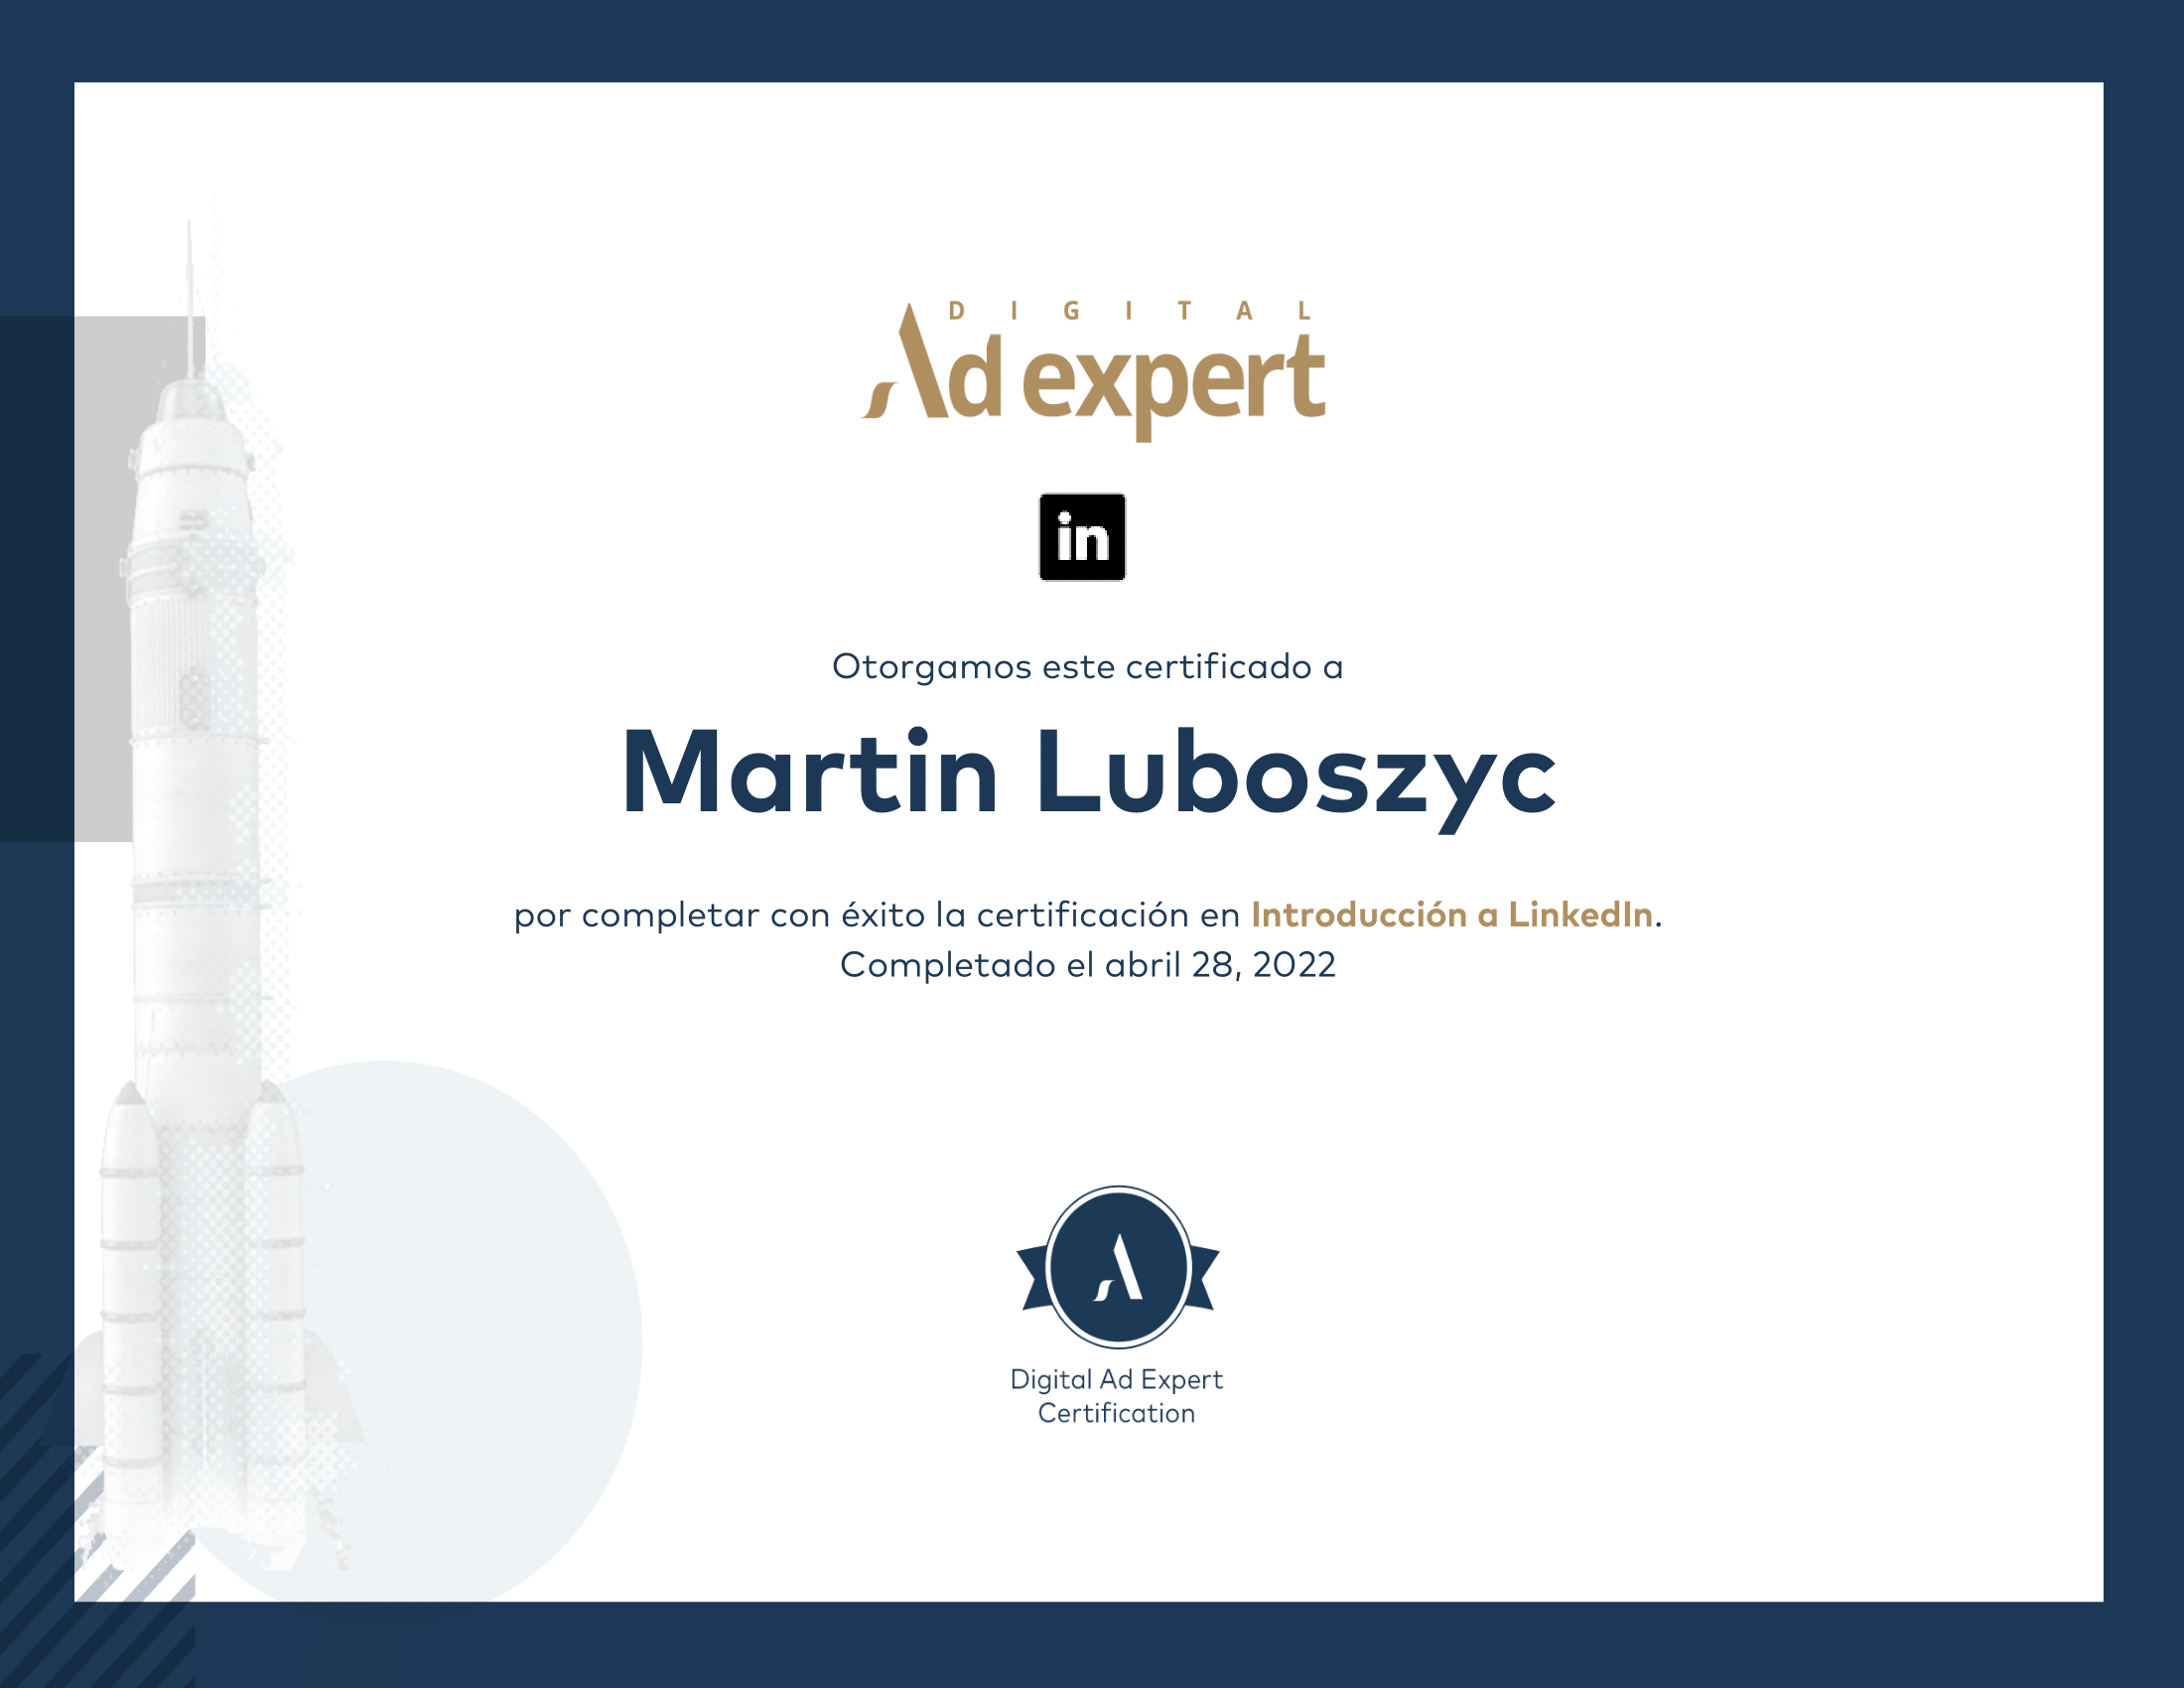 DIGITAL
Ad expert
in
Otorgamos este certificado a
Martin Luboszyc
por completar con éxito la certificación en Introducción a LinkedIn.
Completado el abril 28, 2022
A
Digital Ad Expert
Certification